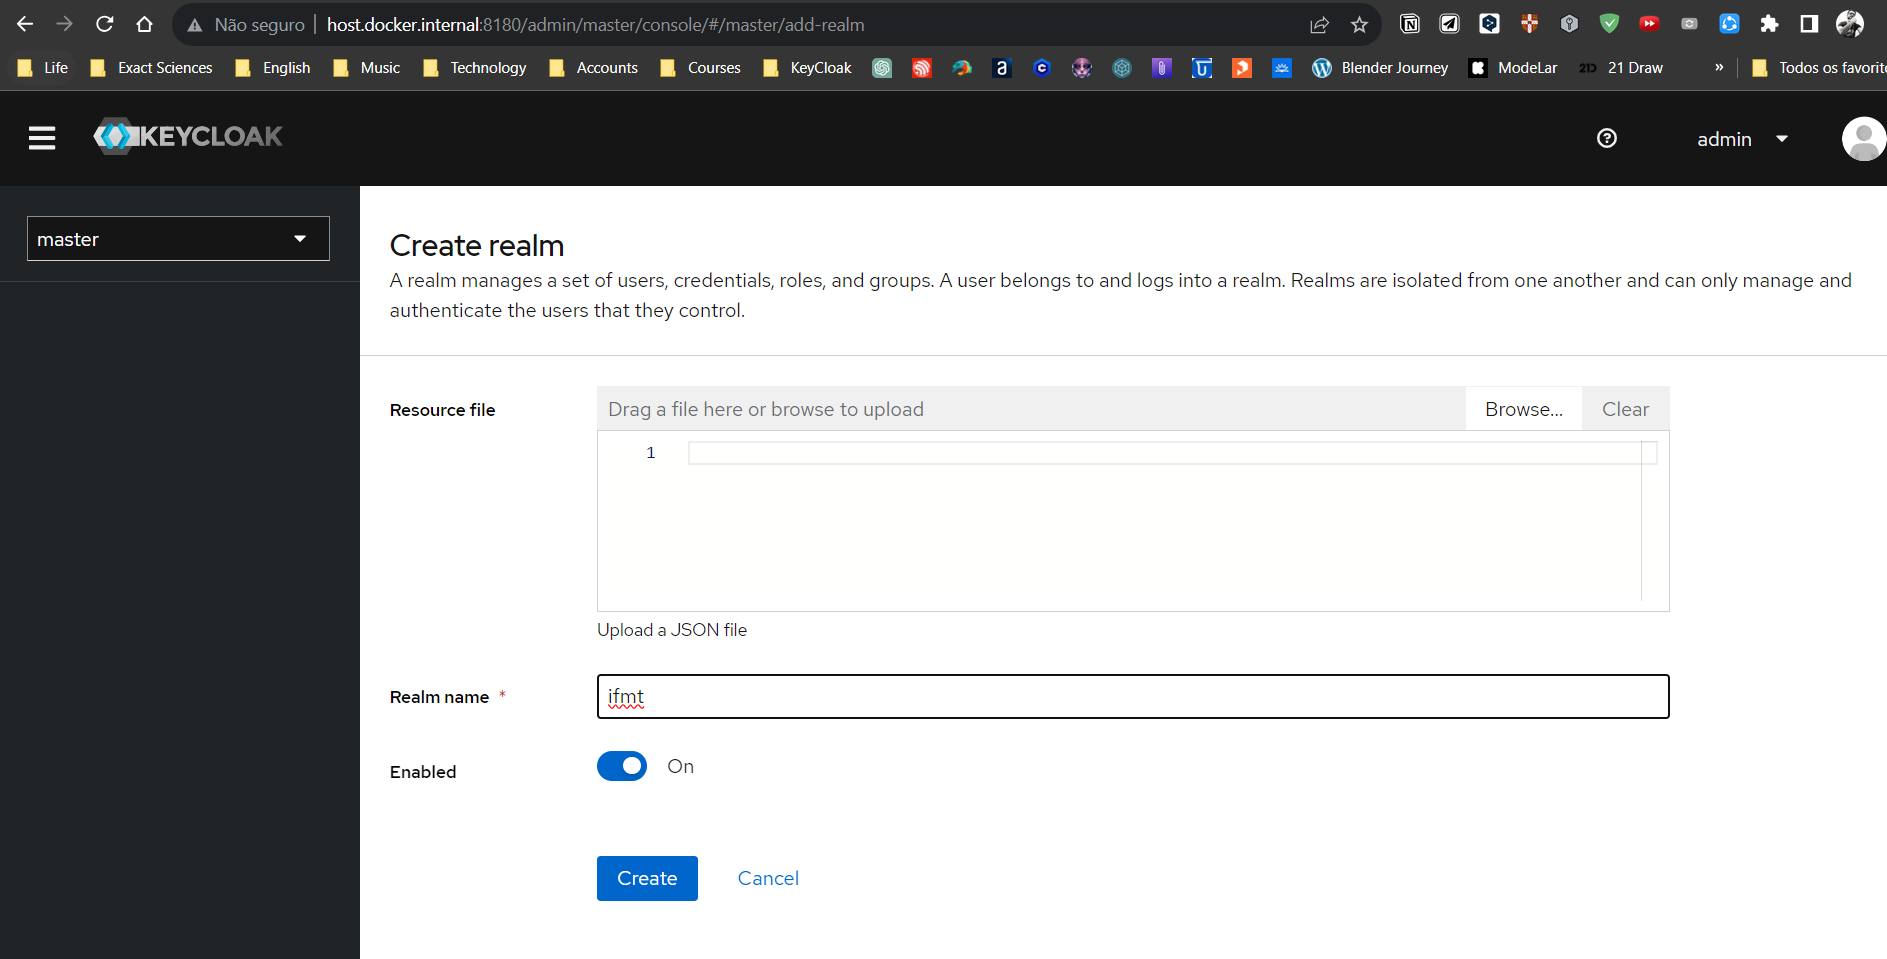 Não seguro host.docker.internal:8180/admin/master/console/#/master/add-realm
Life Exact Sciences English Music Technology Accounts Courses KeyCloak Blender Journey ModeLar 21D 21 Draw » Todos os favorit
KEYCLOAK admin
master
Create realm
A realm manages a set of users, credentials, roles, and groups. A user belongs to and logs into a realm. Realms are isolated from one another and can only manage and
authenticate the users that they control.
Resource file Drag a file here or browse to upload Browse... Clear
1
Upload a JSON file
Realm name * ifmt
Enabled On
Create Cancel